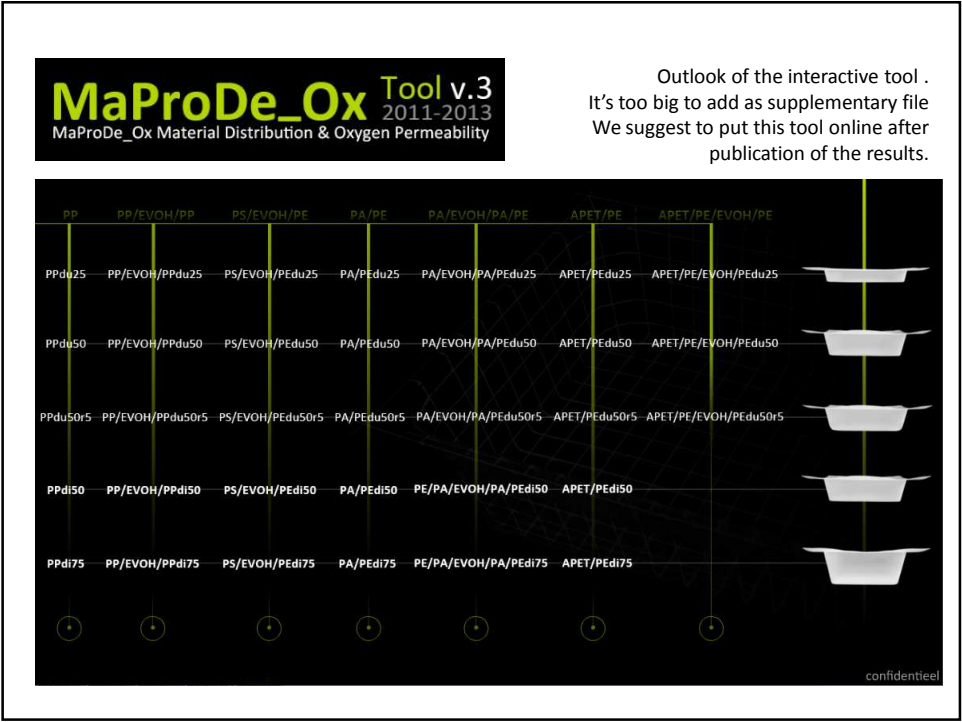 MaProDe_Ox Tool v.3
2011-2013
MaProDe_Ox Material Distribution & Oxygen Permeability
Outlook of the interactive tool .
It's too big to add as supplementary file
We suggest to put this tool online after
publication of the results.
PP PP/EVOH/PP PS/EVOH/PE PA/PE PA/EVOH/PA/PE APET/PE APET/PE/EVOH/PE
PPdu25 PP/EVOH/PPdu25 PS/EVOH/PEdu25 PA/PEdu25 PA/EVOH/PA/PEdu25 APET/PEdu25 APET/PE/EVOH/PEdu25
PPdu50 PP/EVOH/PPdu50 PS/EVOH/PEdu50 PA/PEdu50 PA/EVOH/PA/PEdu50 APET/PEdu50 APET/PE/EVOH/PEdu50
PPdu50r5 PP/EVOH/PPdu50r5 PS/EVOH/PEdu50r5 PA/PEdu50r5 PA/EVOH/PA/PEdu50r5 APET/PEdu50r5 APET/PE/EVOH/PEdu50r5
PPdi50 PP/EVOH/PPdi50 PS/EVOH/PEdi50 PA/PEdi50 PE/PA/EVOH/PA/PEdi50 APET/PEdi50
PPdi75 PP/EVOH/PPdi75 PS/EVOH/PEdi75 PA/PEdi75 PE/PA/EVOH/PA/PEdi75 APET/PEdi75
confidentieel